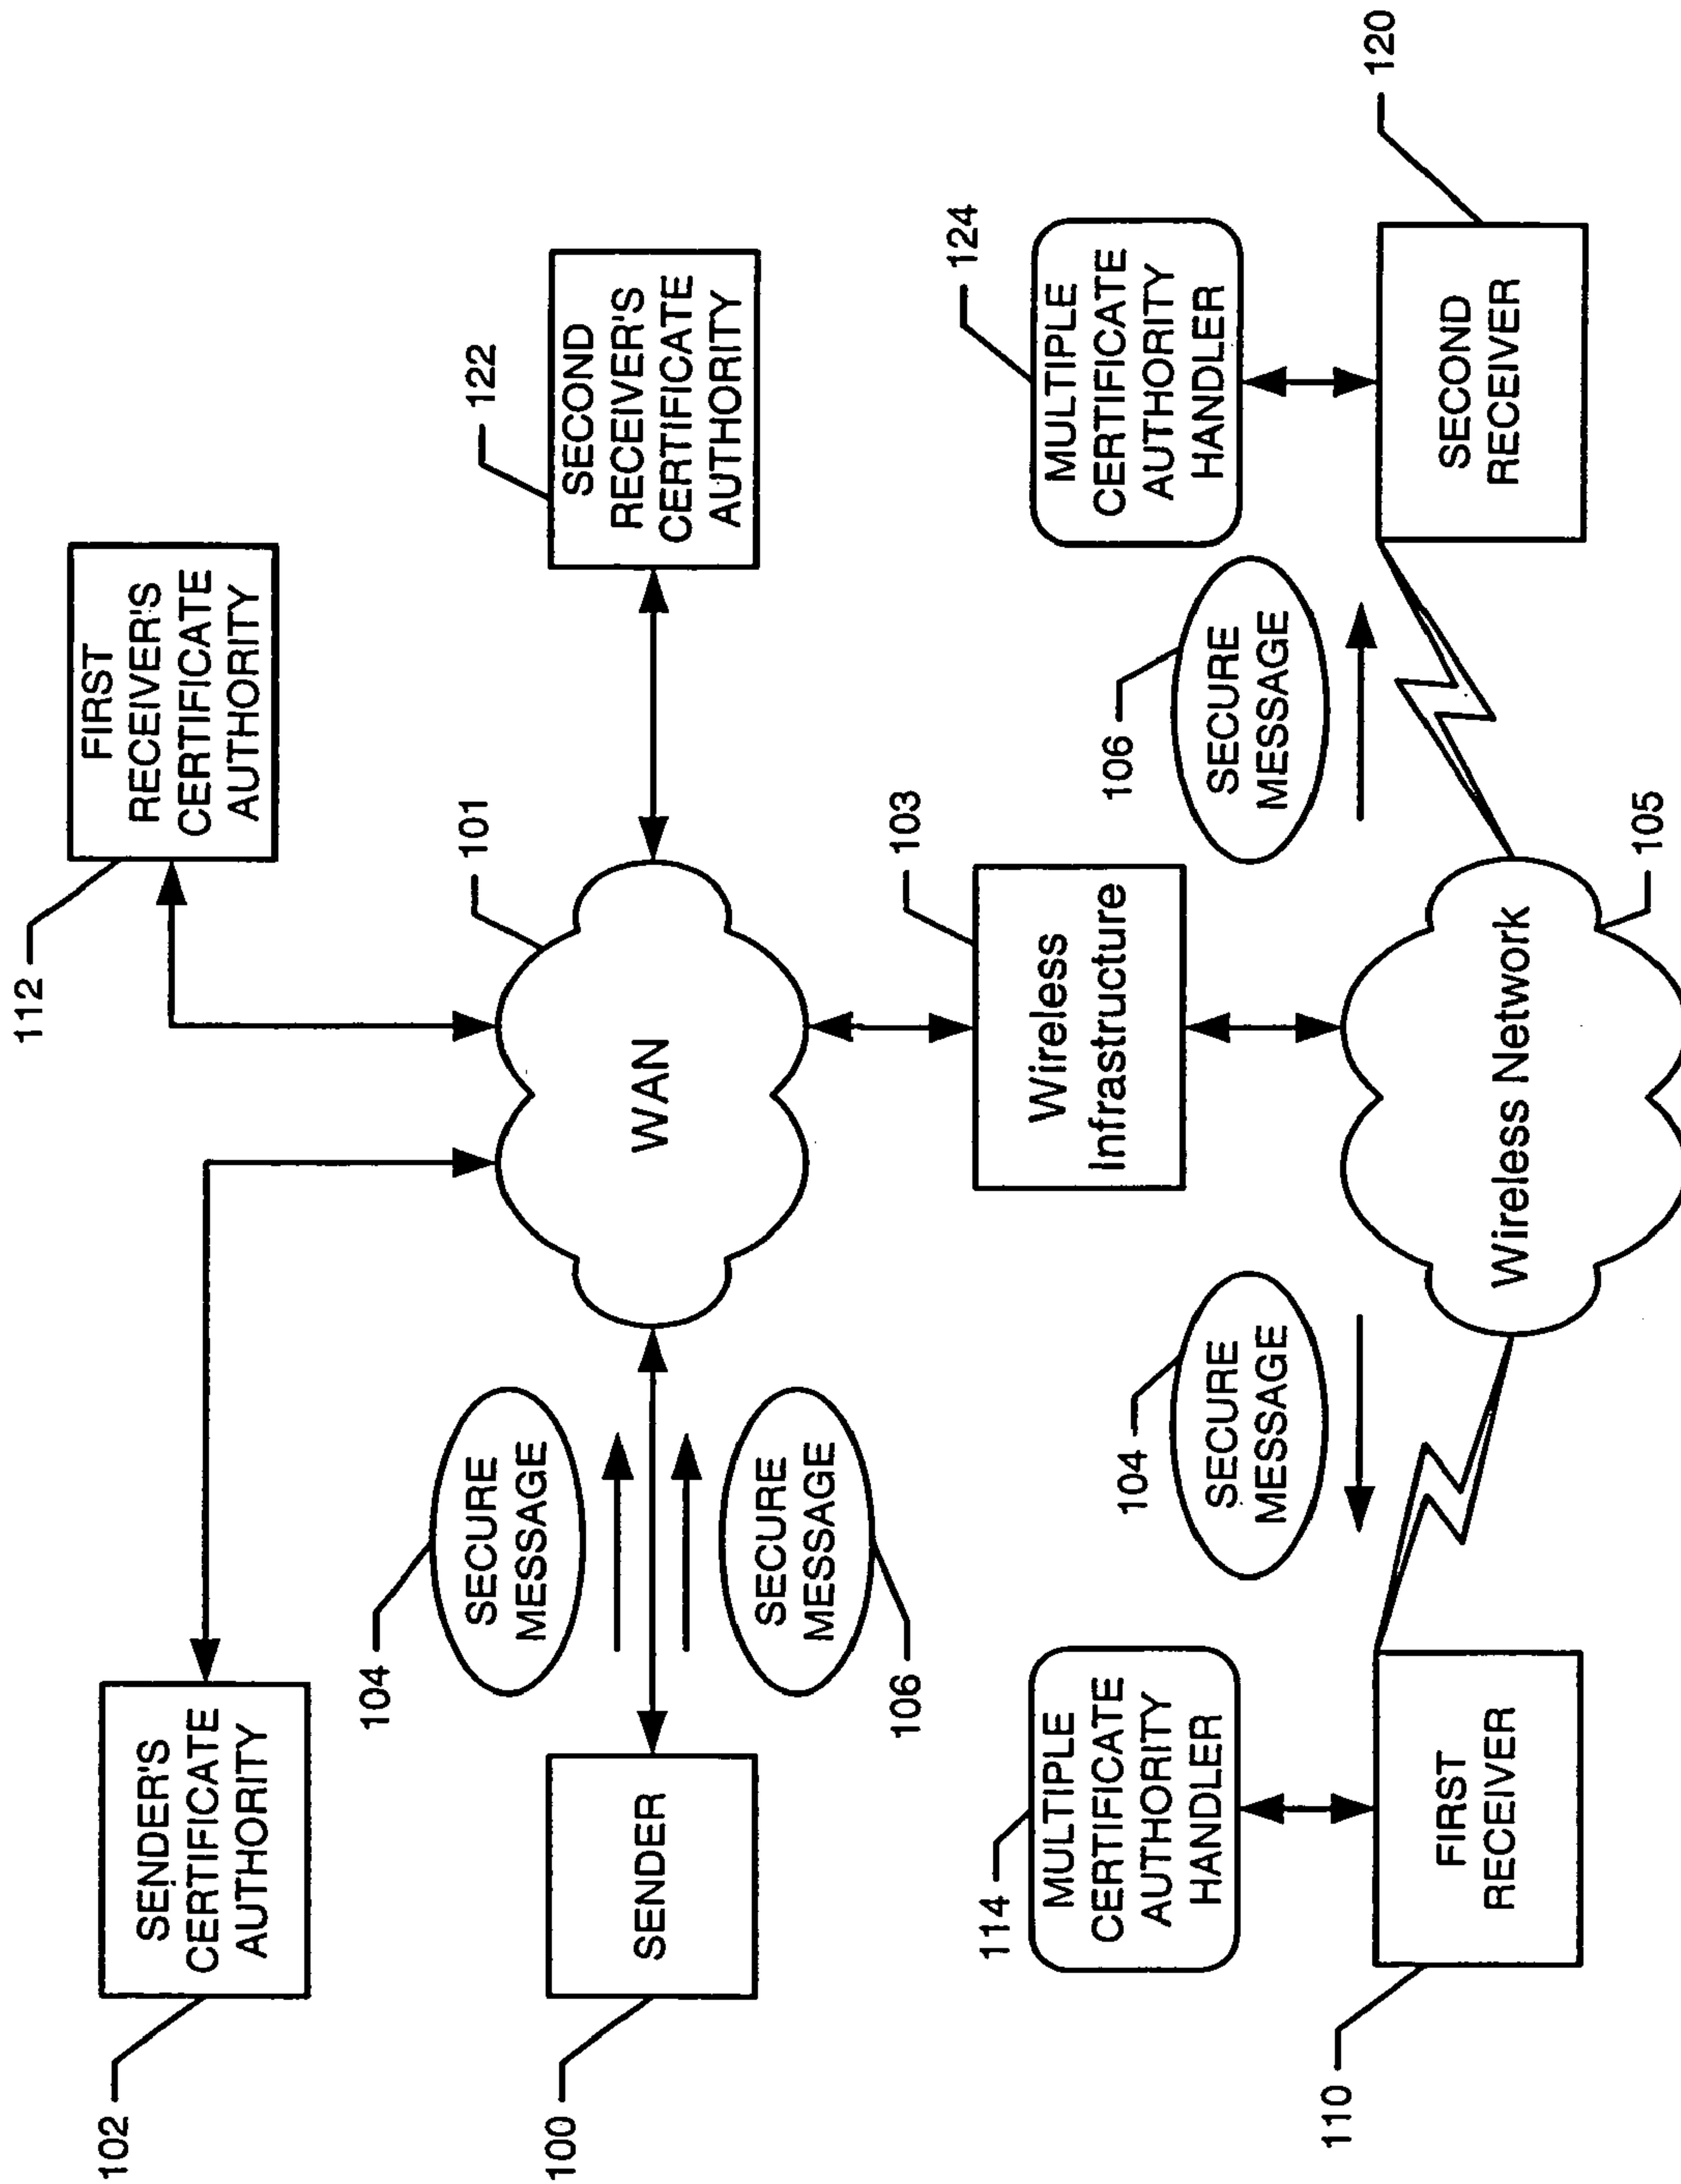 102
SENDER'S
CERTIFICATE
AUTHORITY
112
FIRST
RECEIVER'S
CERTIFICATE
AUTHORITY
104
SECURE
MESSAGE
100
SENDER
SECURE
MESSAGE
106
101
WAN
122
SECOND
RECEIVER'S
CERTIFICATE
AUTHORITY
103
Wireless
Infrastructure
114
MULTIPLE
CERTIFICATE
AUTHORITY
HANDLER
104
SECURE
MESSAGE
106
SECURE
MESSAGE
124
MULTIPLE
CERTIFICATE
AUTHORITY
HANDLER
110
FIRST
RECEIVER
Wireless Network
105
SECOND
RECEIVER
120